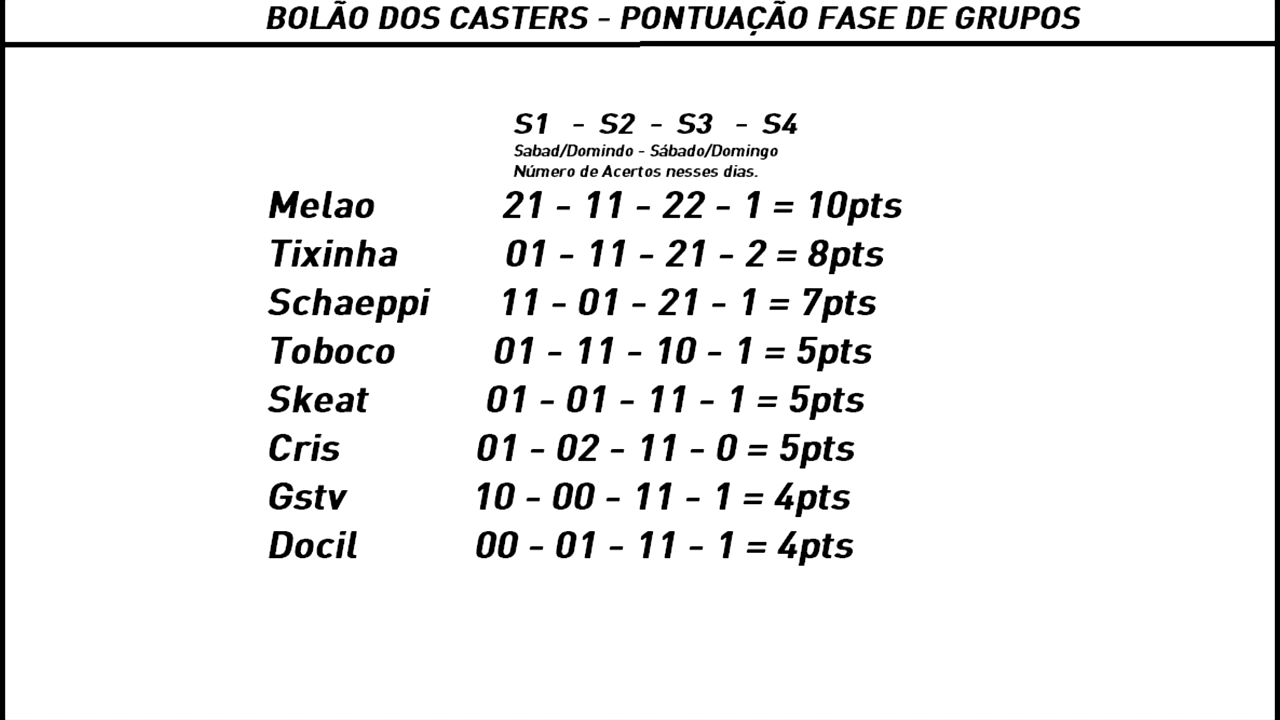 BOLÃO DOS CASTERS - PONTUAÇÃO FASE DE GRUPOS
S1 - S2 - S3 - S4
Sabad/Domindo - Sábado/Domingo
Número de Acertos nesses dias.
Melao 21 - 11 - 22 - 1 = 10pts
Tixinha 01 - 11 - 21 - 2 = 8pts
Schaeppi 11 - 01 - 21 - 1 = 7pts
Toboco 01 - 11 - 10 - 1 = 5pts
Skeat 01 - 01 - 11 - 1 = 5pts
Cris 01 - 02 - 11 - 0 = 5pts
Gstv 10 - 00 - 11 - 1 = 4pts
Docil 00 - 01 - 11 - 1 = 4pts